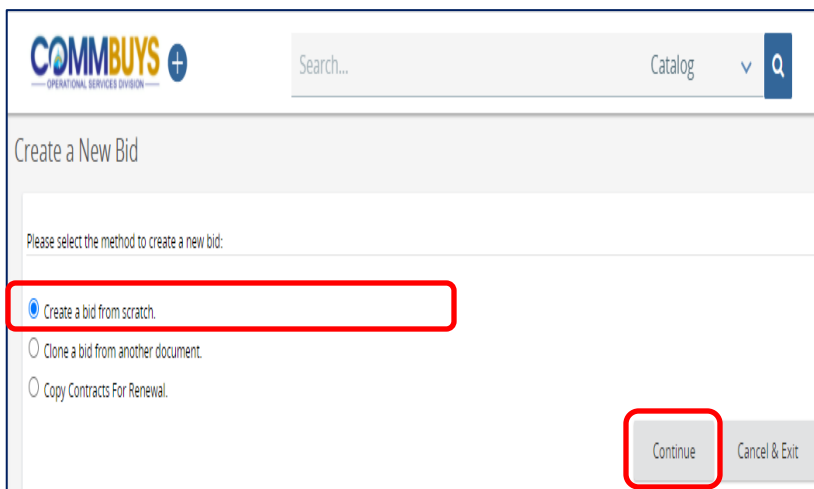 COMMBUYS
OPERATIONAL SERVICES DIVISION
Search... Catalog
Create a New Bid
Please select the method to create a new bid:
Create a bid from scratch.
Clone a bid from another document.
Copy Contracts For Renewal.
Continue Cancel & Exit